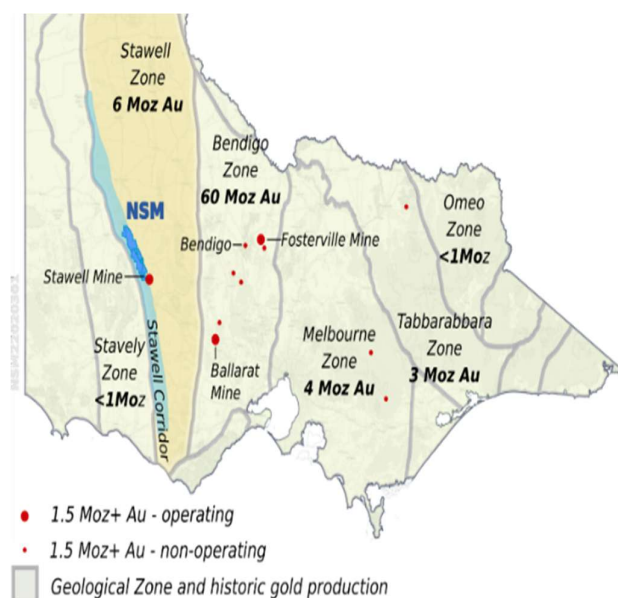 Stawell
Zone
6 Moz Au
Bendigo
Zone
60 Moz Au
Omeo
Zone
<1Moz
NSM
Bendigo
Fosterville Mine
Stawell Mine
Stavely
Zone
<1Moz
Stawell Corridor
Ballarat
Mine
Melbourne
Zone
4 Moz Au
Tabbarabbara
Zone
3 Moz Au
NSM22020302
1.5 Moz+ Au - operating
1.5 Moz+ Au - non-operating
Geological Zone and historic gold production